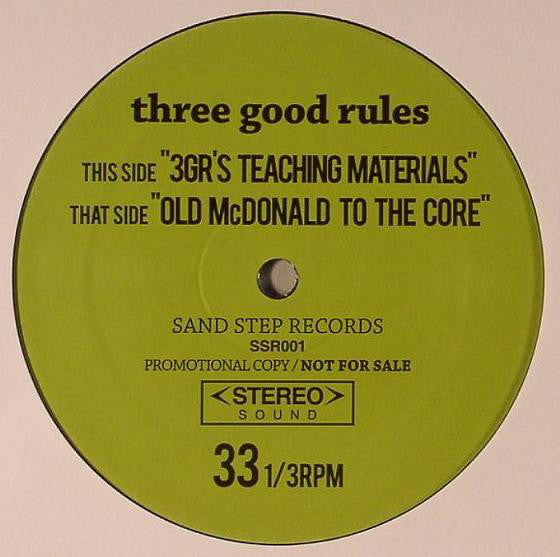 three good rules
THIS SIDE "3GR'S TEACHING MATERIALS"
THAT SIDE "OLD McDONALD TO THE CORE"
SAND STEP RECORDS
SSR001
PROMOTIONAL COPY / NOT FOR SALE
<STEREO>
SOUND
33 1/3RPM